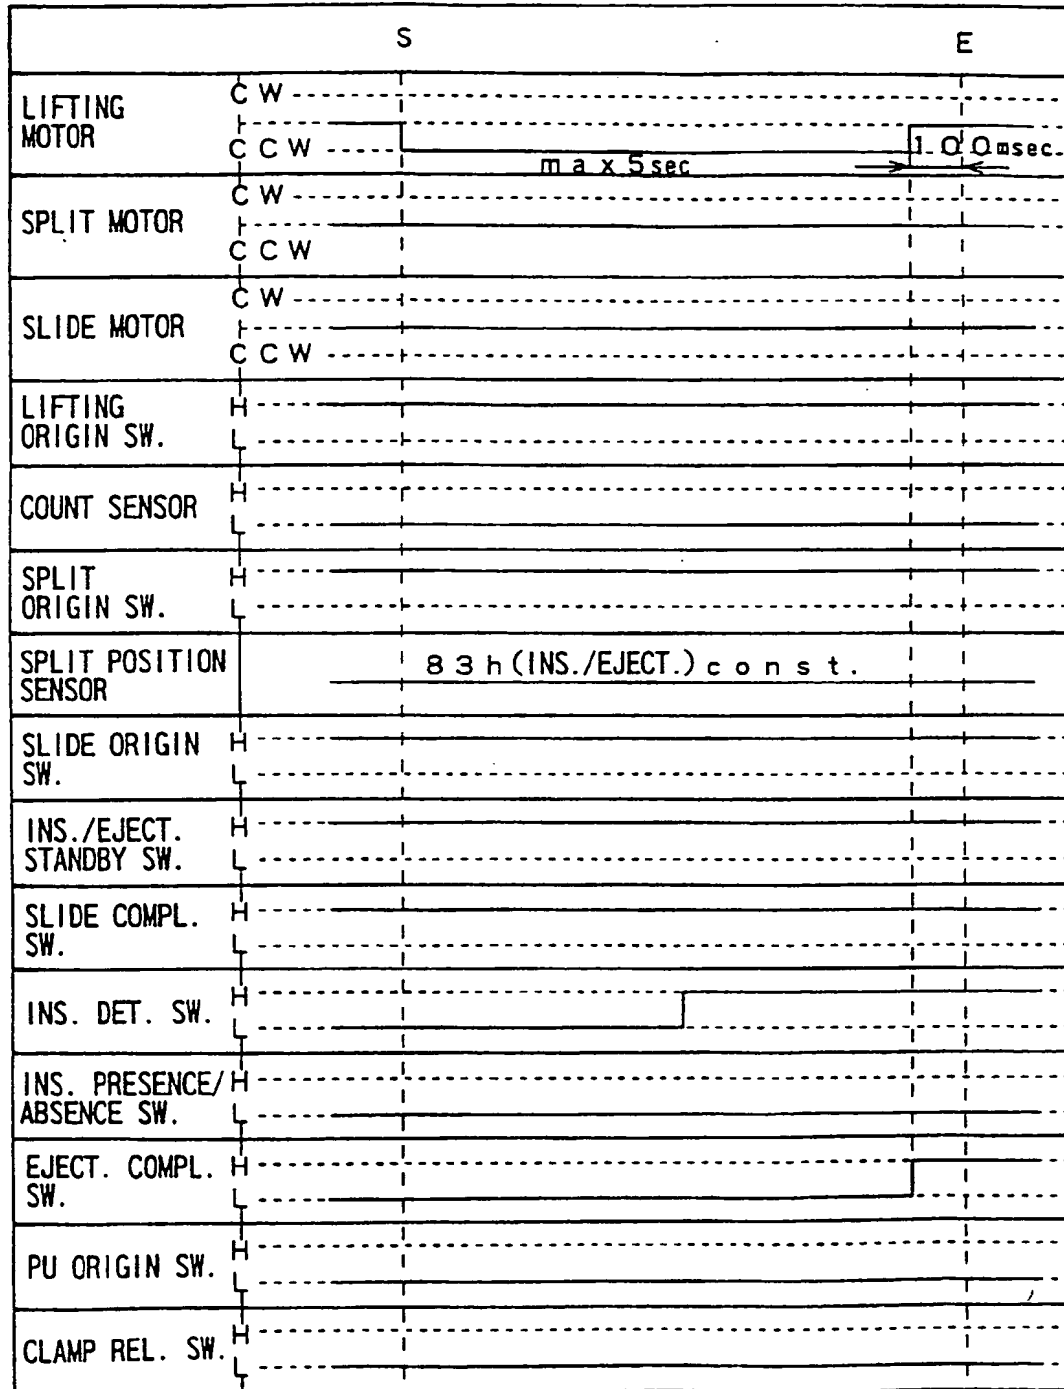 S E
LIFTING
MOTOR
CW
CCW
max 5sec
100msec
SPLIT MOTOR
CW
CCW
SLIDE MOTOR
CW
CCW
LIFTING
ORIGIN SW.
H
L
COUNT SENSOR
H
L
SPLIT
ORIGIN SW.
H
L
SPLIT POSITION
SENSOR
83h(INS./EJECT.)const.
SLIDE ORIGIN
SW.
H
L
INS./EJECT.
STANDBY SW.
H
L
SLIDE COMPL.
SW.
H
L
INS. DET. SW.
H
L
INS. PRESENCE/
ABSENCE SW.
H
L
EJECT. COMPL.
SW.
H
L
PU ORIGIN SW.
H
L
CLAMP REL. SW.
H
L